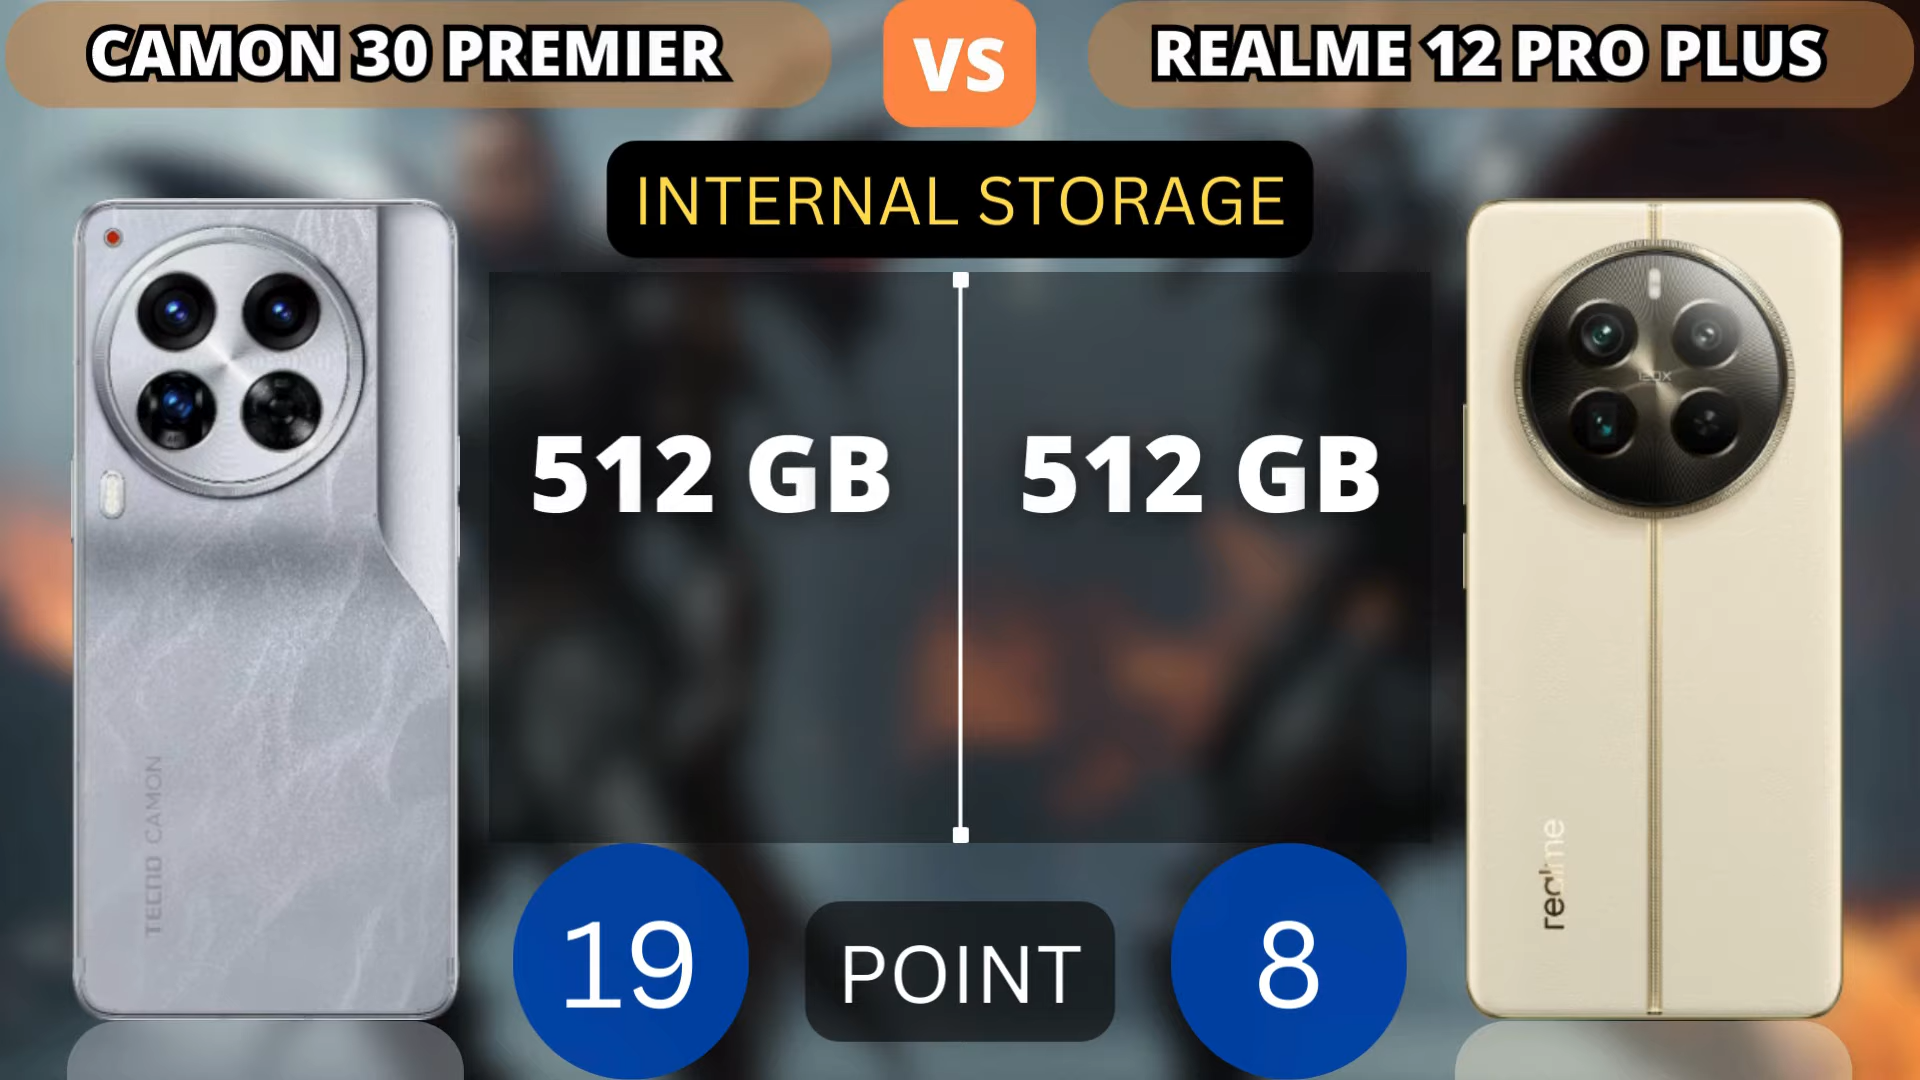 CAMON 30 PREMIER
VS
REALME 12 PRO PLUS
INTERNAL STORAGE
512 GB
512 GB
120X
TECNO CAMON
realme
19
POINT
8